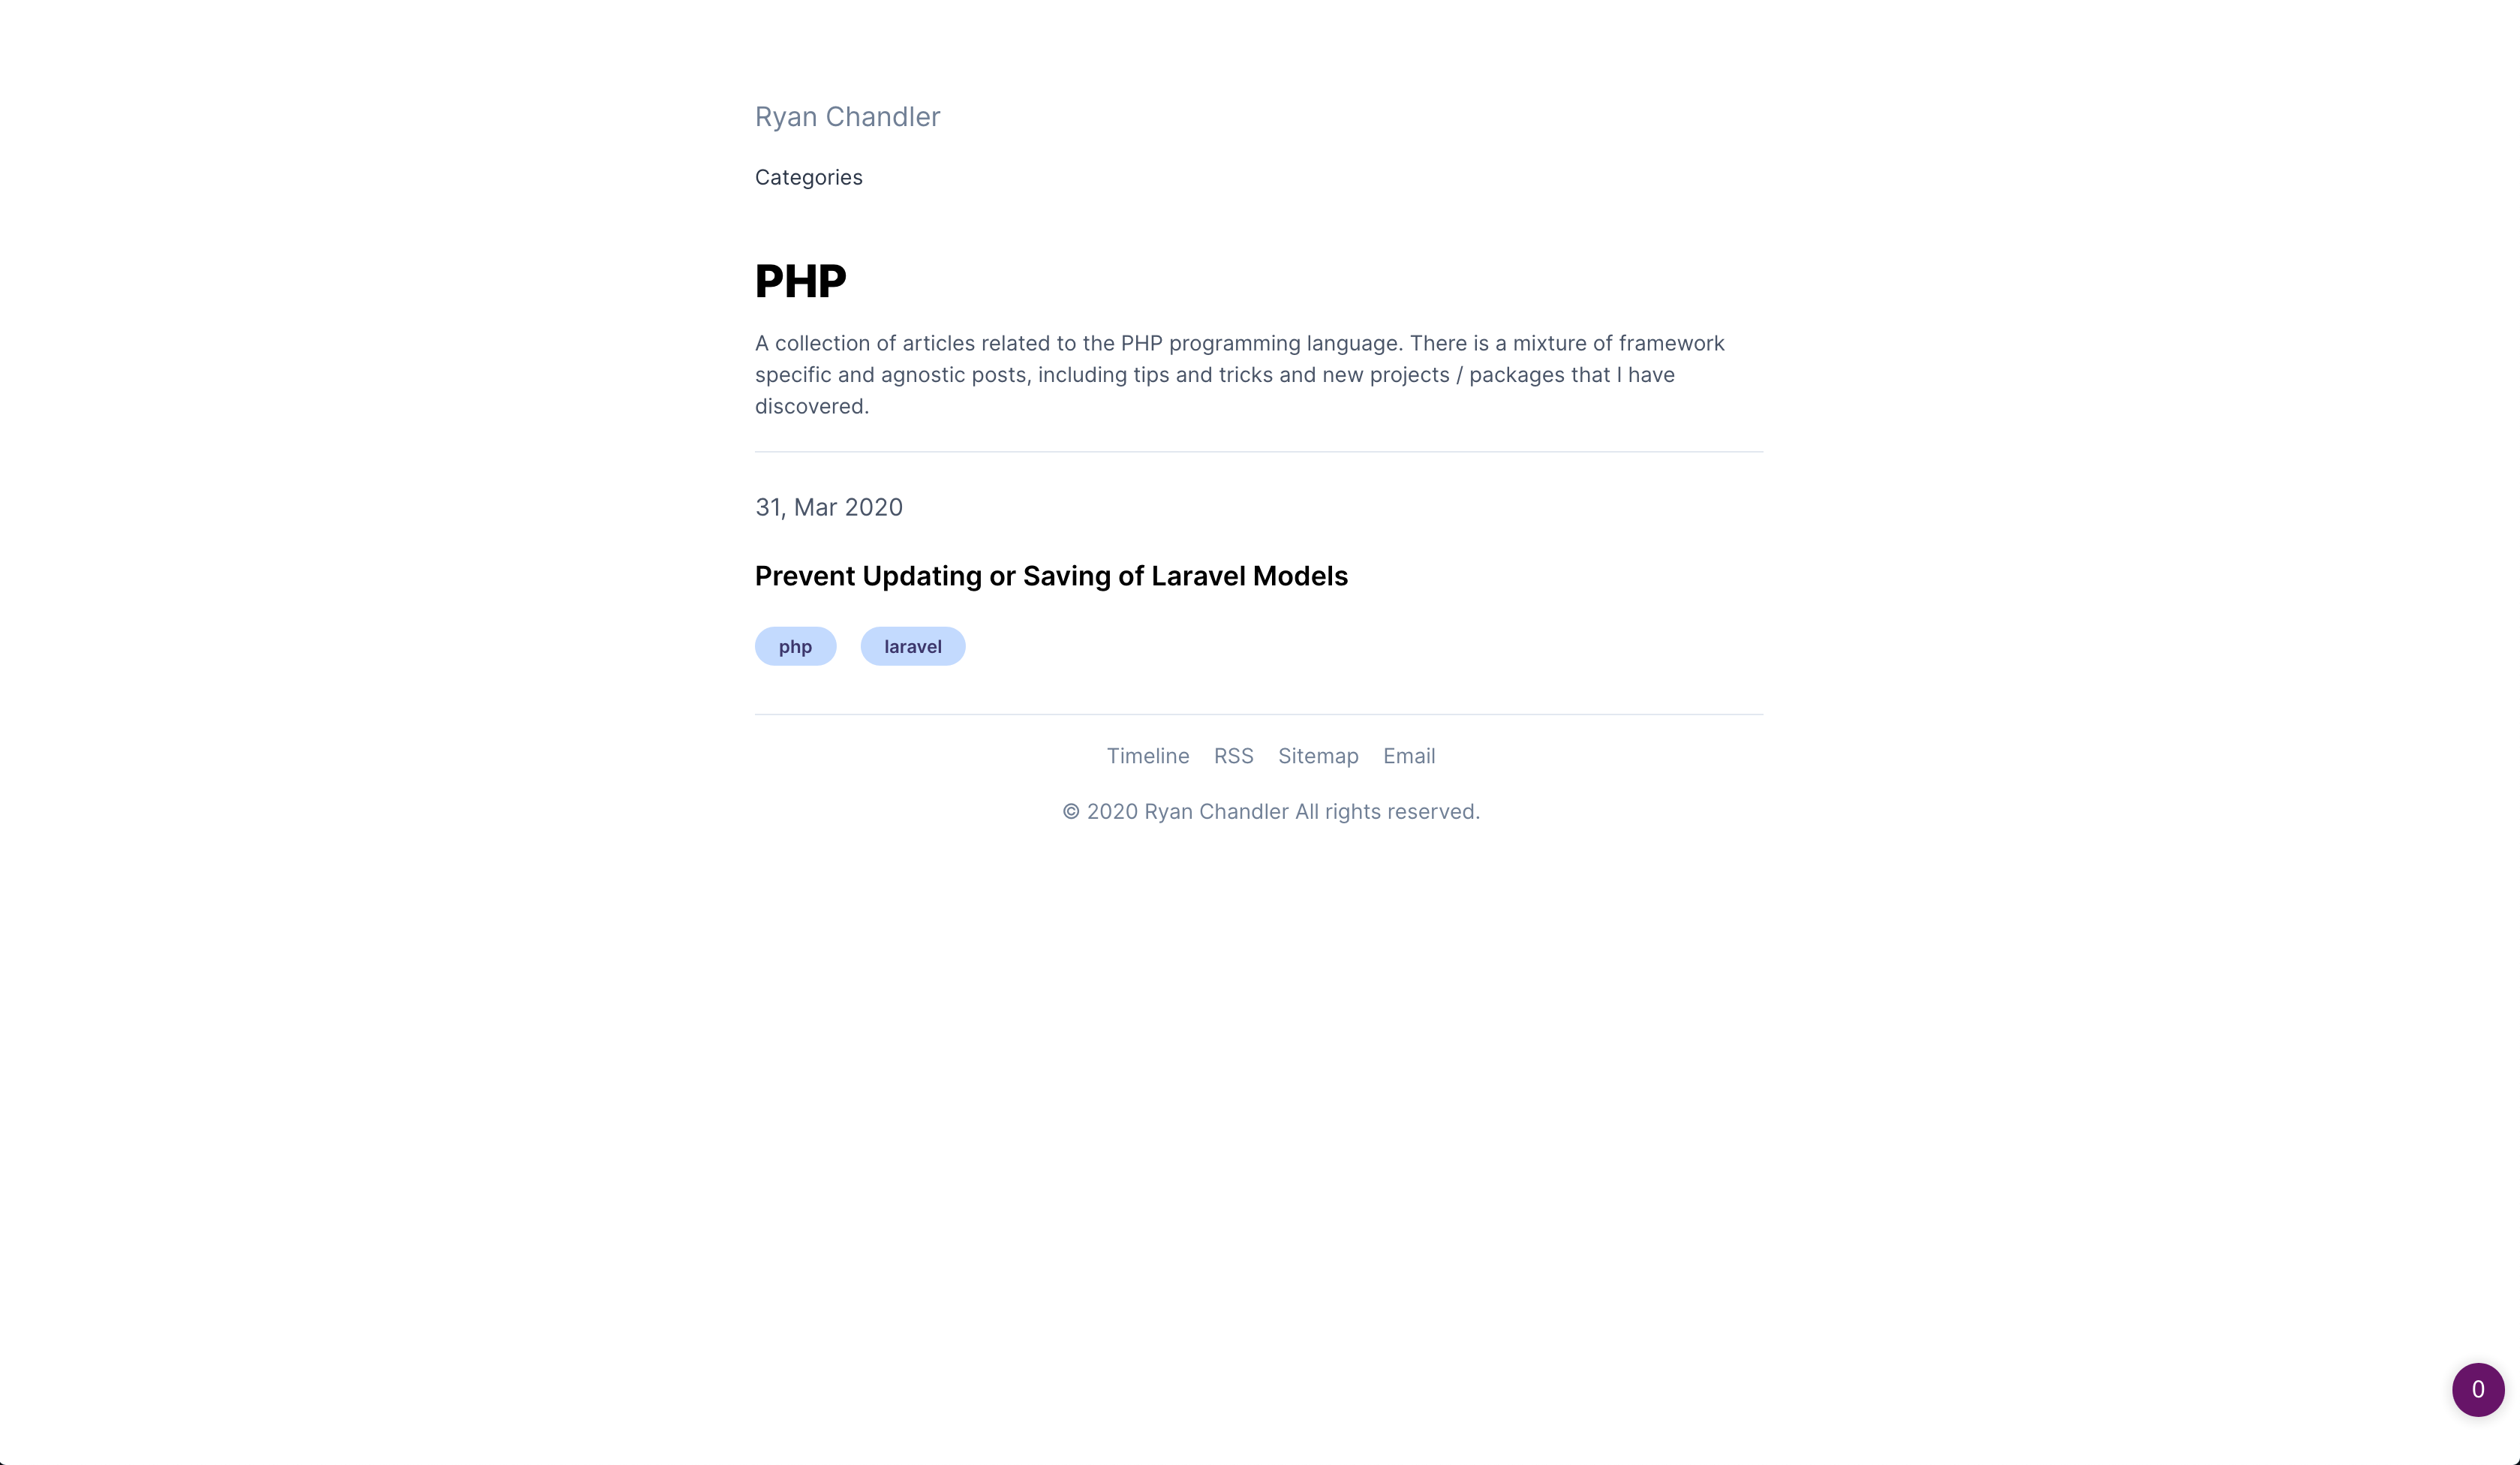 Ryan Chandler
Categories
PHP
A collection of articles related to the PHP programming language. There is a mixture of framework
specific and agnostic posts, including tips and tricks and new projects / packages that I have
discovered.
31, Mar 2020
Prevent Updating or Saving of Laravel Models
php laravel
Timeline RSS Sitemap Email
© 2020 Ryan Chandler All rights reserved.
0